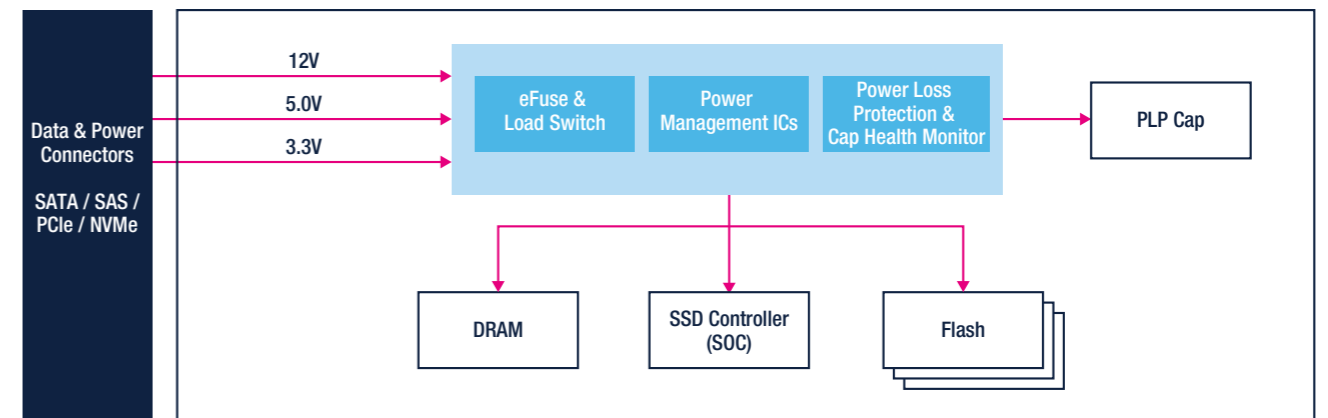 Data & Power
Connectors
SATA / SAS /
PCIe / NVMe
12V
5.0V
3.3V
eFuse &
Load Switch
Power
Management ICs
Power Loss
Protection &
Cap Health Monitor
PLP Cap
DRAM
SSD Controller
(SOC)
Flash